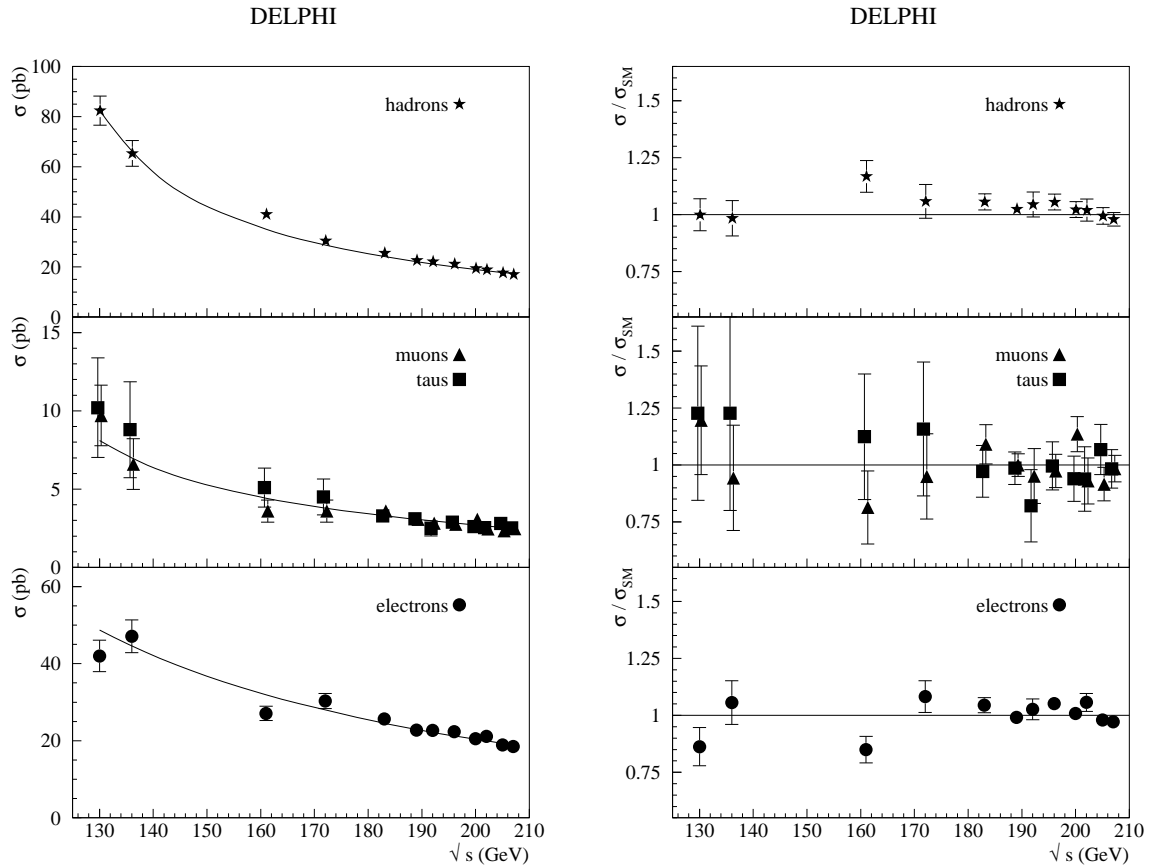 DELPHI
σ (pb)
100
80
60
40
20
0
hadrons
σ (pb)
15
10
5
0
muons
taus
σ (pb)
60
40
20
0
electrons
130 140 150 160 170 180 190 200 210
√ s (GeV)
DELPHI
σ / σSM
1.5
1.25
1
0.75
hadrons
σ / σSM
1.5
1.25
1
0.75
muons
taus
σ / σSM
1.5
1.25
1
0.75
electrons
130 140 150 160 170 180 190 200 210
√ s (GeV)